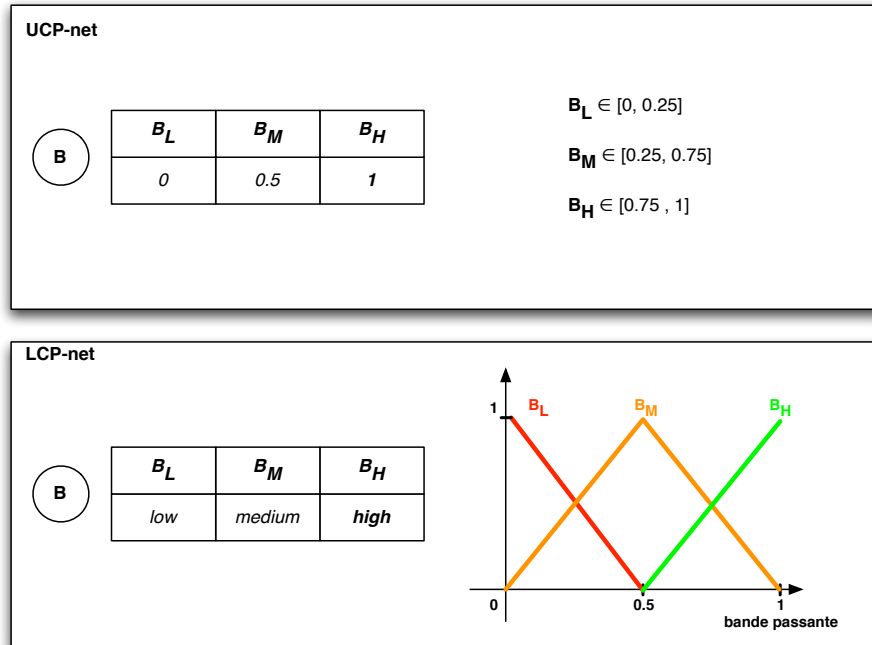 UCP-net
B
B_L B_M B_H
0 0.5 1
B_L ∈ [0, 0.25]
B_M ∈ [0.25, 0.75]
B_H ∈ [0.75 , 1]
LCP-net
B
B_L B_M B_H
low medium high
1
B_L B_M B_H
0 0.5 1
bande passante